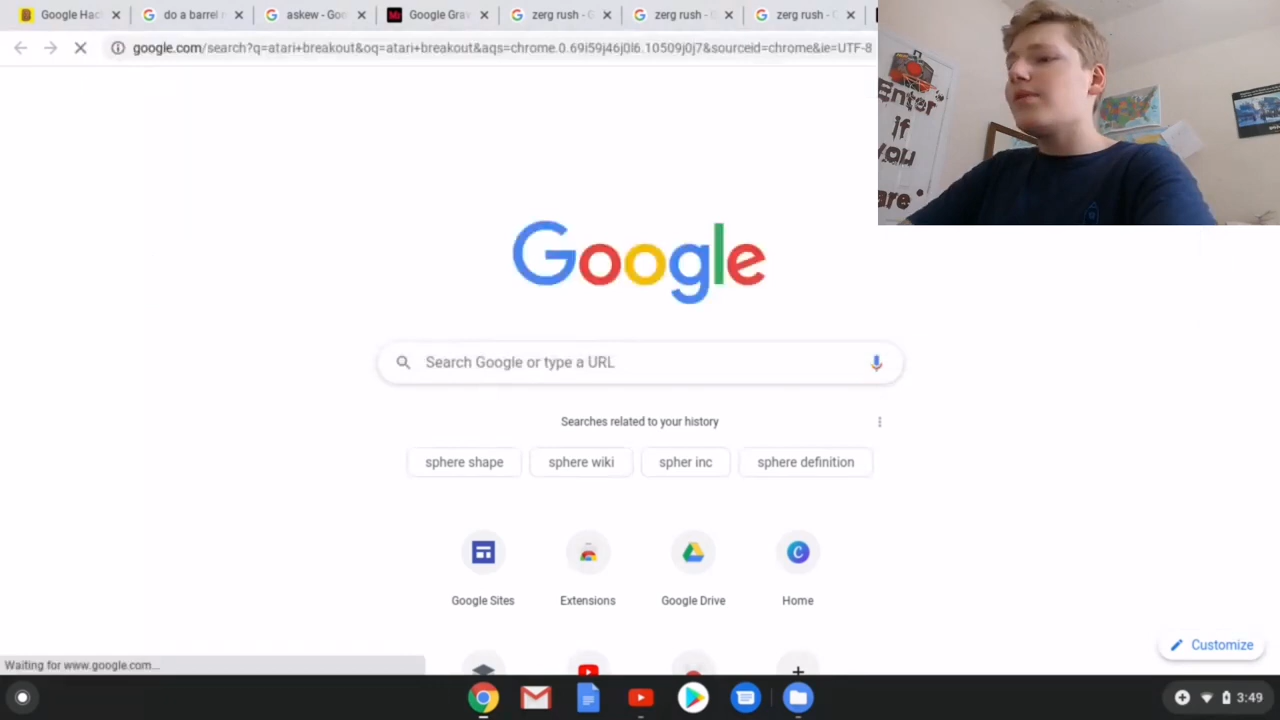 Google Hac
do a barrel r
askew - Goo
Google Grav
zerg rush - G
zerg rush - G
zerg rush - G
google.com/search?q=atari+breakout&oq=atari+breakout&aqs=chrome.0.69i59j46j0l6.10509j0j7&sourceid=chrome&ie=UTF-8
Enter
if
you
are
Google
Search Google or type a URL
Searches related to your history
sphere shape
sphere wiki
spher inc
sphere definition
Google Sites
Extensions
Google Drive
Home
Customize
Waiting for www.google.com...
3:49